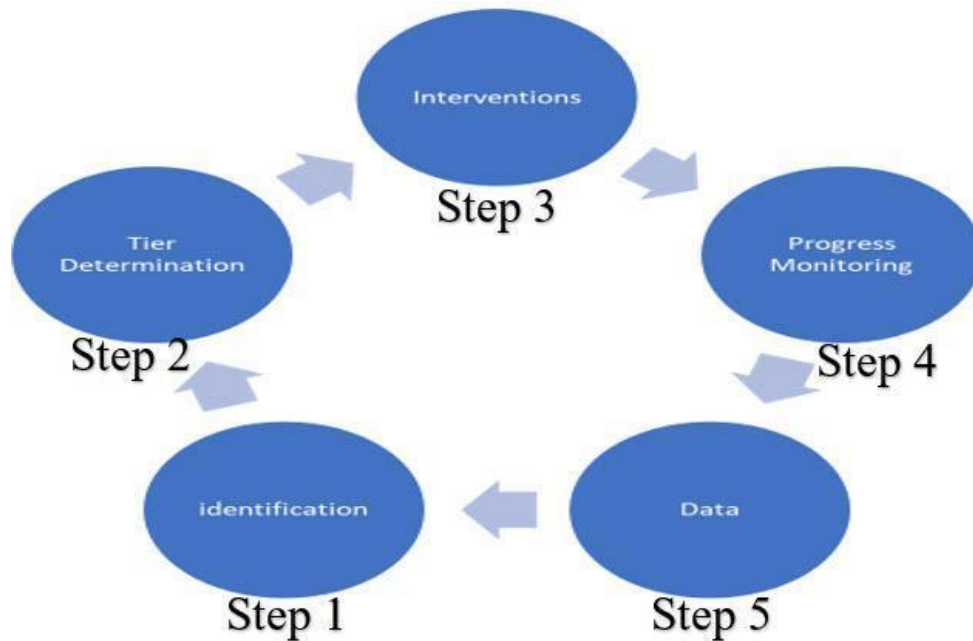 Interventions
Step 3
Tier
Determination
Step 2
Progress
Monitoring
Step 4
identification
Step 1
Data
Step 5